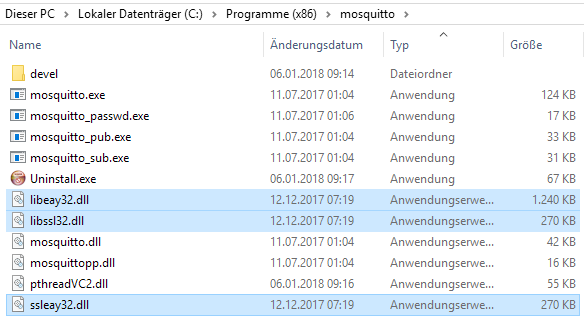 Dieser PC > Lokaler Datenträger (C:) > Programme (x86) > mosquitto >
Name Änderungsdatum Typ Größe
devel 06.01.2018 09:14 Dateiordner
mosquitto.exe 11.07.2017 01:04 Anwendung 124 KB
mosquitto_passwd.exe 11.07.2017 01:06 Anwendung 17 KB
mosquitto_pub.exe 11.07.2017 01:04 Anwendung 33 KB
mosquitto_sub.exe 11.07.2017 01:04 Anwendung 31 KB
Uninstall.exe 06.01.2018 09:17 Anwendung 67 KB
libeay32.dll 12.12.2017 07:19 Anwendungserwe... 1.240 KB
libssl32.dll 12.12.2017 07:19 Anwendungserwe... 270 KB
mosquitto.dll 11.07.2017 01:04 Anwendungserwe... 42 KB
mosquittopp.dll 11.07.2017 01:04 Anwendungserwe... 16 KB
pthreadVC2.dll 06.01.2018 09:16 Anwendungserwe... 55 KB
ssleay32.dll 12.12.2017 07:19 Anwendungserwe... 270 KB